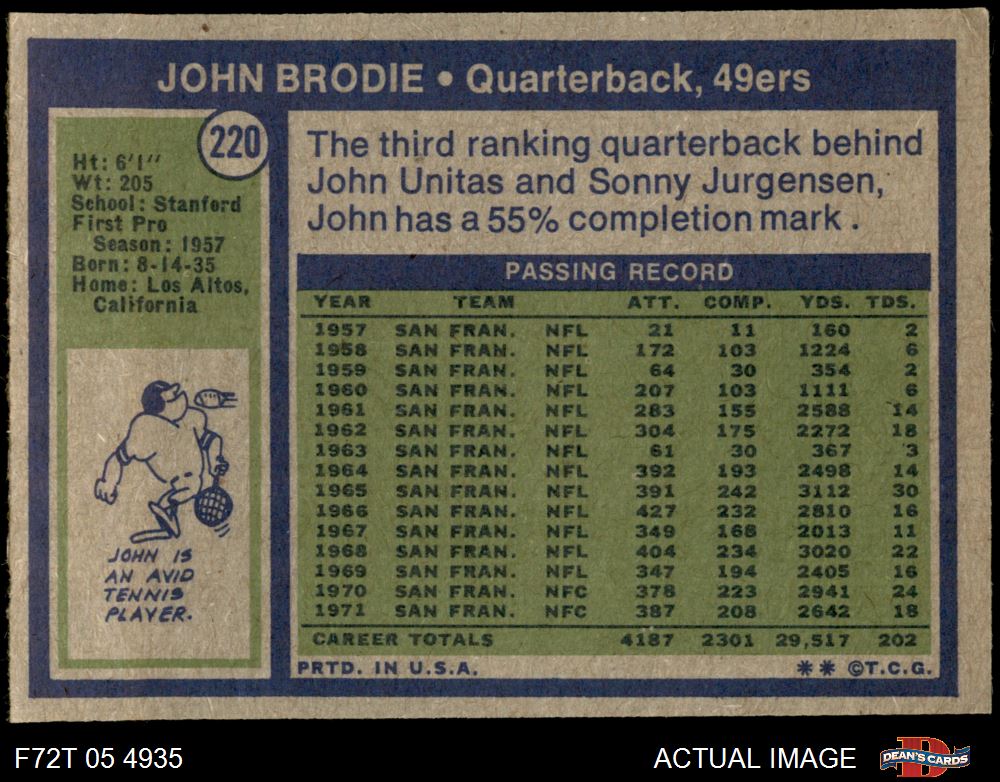 JOHN BRODIE • Quarterback, 49ers
220
Ht: 6'1"
Wt: 205
School: Stanford
First Pro
Season: 1957
Born: 8-14-35
Home: Los Altos,
California
JOHN IS
AN AVID
TENNIS
PLAYER.
The third ranking quarterback behind
John Unitas and Sonny Jurgensen,
John has a 55% completion mark.
PASSING RECORD
YEAR TEAM ATT. COMP. YDS. TDS.
1957 SAN FRAN. NFL 21 11 160 2
1958 SAN FRAN. NFL 172 103 1224 6
1959 SAN FRAN. NFL 64 30 354 2
1960 SAN FRAN. NFL 207 103 1111 6
1961 SAN FRAN. NFL 283 155 2588 14
1962 SAN FRAN. NFL 304 175 2272 18
1963 SAN FRAN. NFL 61 30 367 3
1964 SAN FRAN. NFL 392 193 2498 14
1965 SAN FRAN. NFL 391 242 3112 30
1966 SAN FRAN. NFL 427 232 2810 16
1967 SAN FRAN. NFL 349 168 2013 11
1968 SAN FRAN. NFL 404 234 3020 22
1969 SAN FRAN. NFL 347 194 2405 16
1970 SAN FRAN. NFC 378 223 2941 24
1971 SAN FRAN. NFC 387 208 2642 18
CAREER TOTALS 4187 2301 29,517 202
PRTD. IN U.S.A. ** ©T.C.G.
F72T 05 4935 ACTUAL IMAGE DEAN'S CARDS